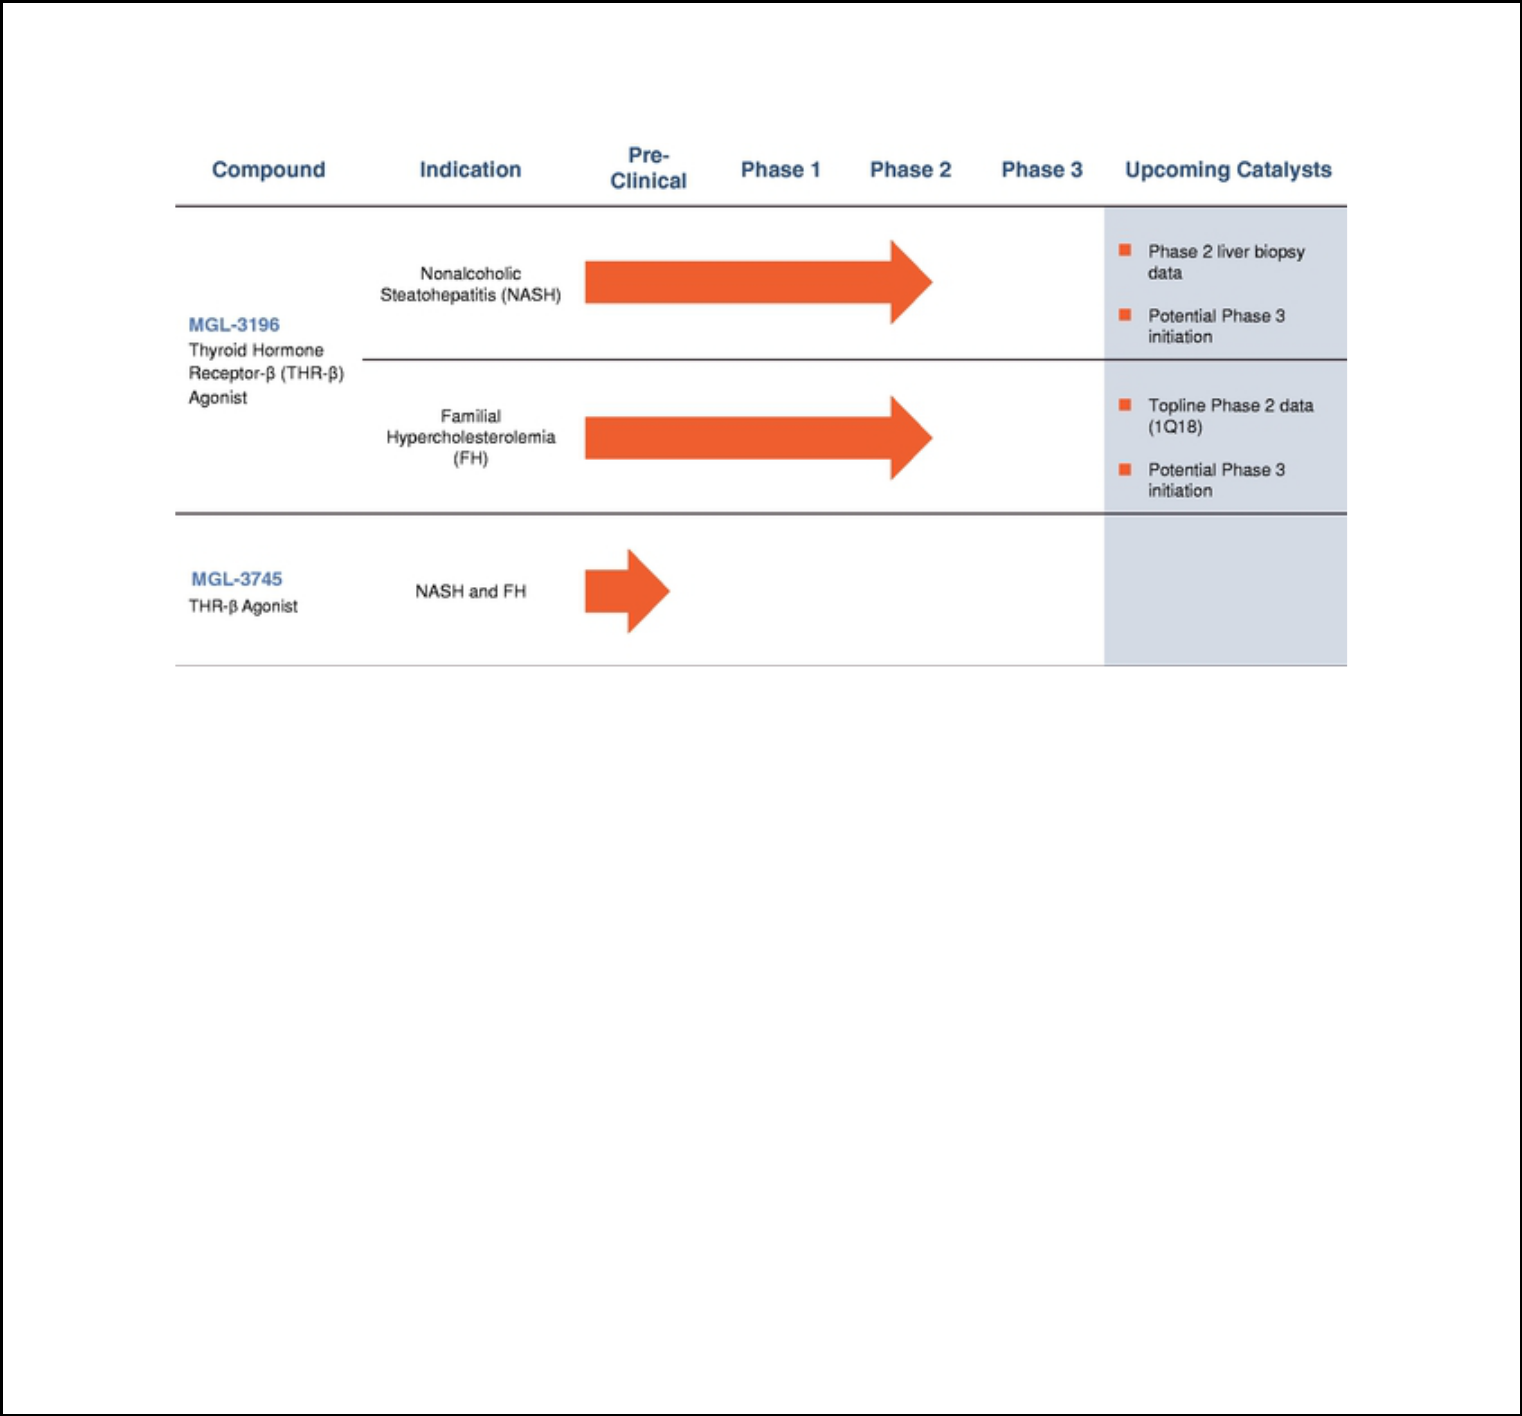 Compound
Indication
Pre-
Clinical
Phase 1
Phase 2
Phase 3
Upcoming Catalysts
MGL-3196
Thyroid Hormone
Receptor-β (THR-β)
Agonist
Nonalcoholic
Steatohepatitis (NASH)
Phase 2 liver biopsy
data
Potential Phase 3
initiation
Familial
Hypercholesterolemia
(FH)
Topline Phase 2 data
(1Q18)
Potential Phase 3
initiation
MGL-3745
THR-β Agonist
NASH and FH